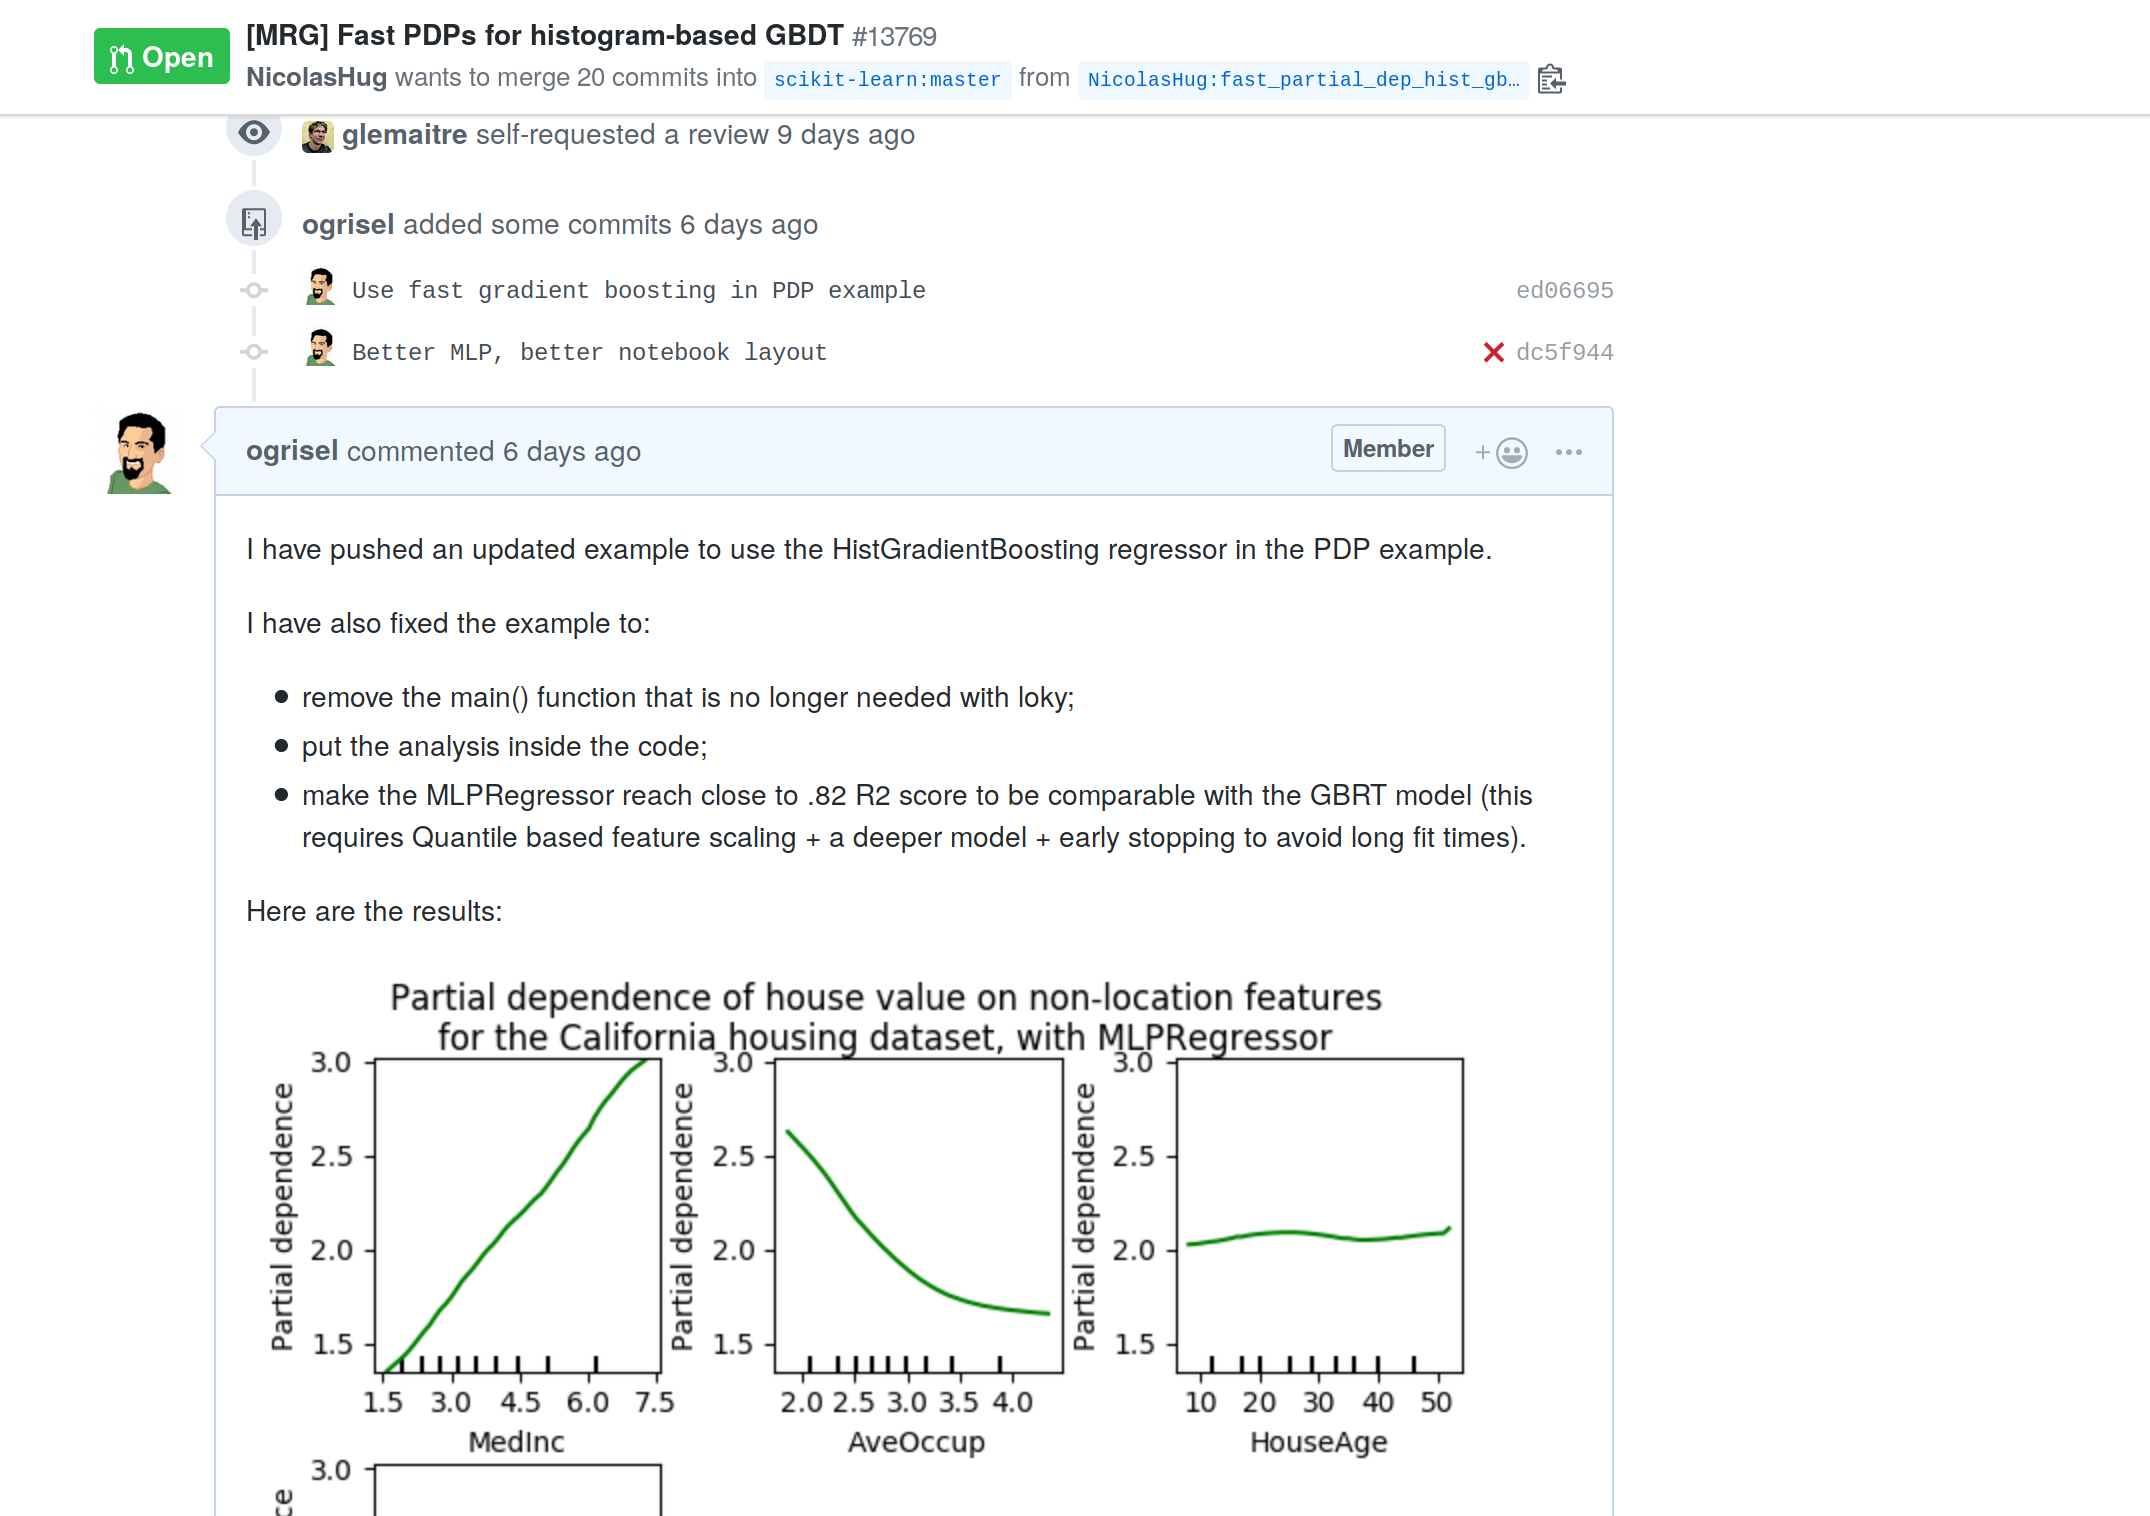 Open
[MRG] Fast PDPs for histogram-based GBDT #13769
NicolasHug wants to merge 20 commits into scikit-learn:master from NicolasHug:fast_partial_dep_hist_gb…
glemaitre self-requested a review 9 days ago
ogrisel added some commits 6 days ago
Use fast gradient boosting in PDP example ed06695
Better MLP, better notebook layout dc5f944
ogrisel commented 6 days ago Member + ...
I have pushed an updated example to use the HistGradientBoosting regressor in the PDP example.
I have also fixed the example to:
• remove the main() function that is no longer needed with loky;
• put the analysis inside the code;
• make the MLPRegressor reach close to .82 R2 score to be comparable with the GBRT model (this
requires Quantile based feature scaling + a deeper model + early stopping to avoid long fit times).
Here are the results:
Partial dependence of house value on non-location features
for the California housing dataset, with MLPRegressor
Partial dependence
3.0
2.5
2.0
1.5
1.5 3.0 4.5 6.0 7.5
MedInc
Partial dependence
3.0
2.5
2.0
1.5
2.0 2.5 3.0 3.5 4.0
AveOccup
Partial dependence
3.0
2.5
2.0
1.5
10 20 30 40 50
HouseAge
3.0
ce